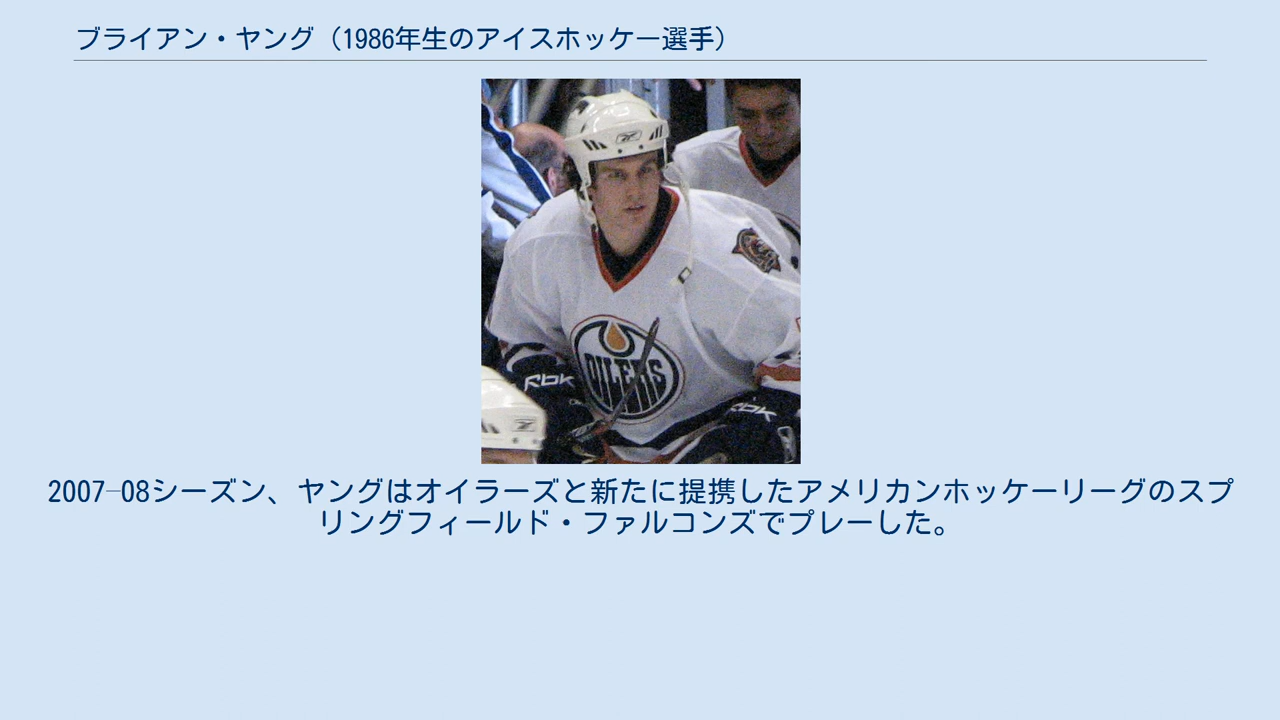 ブライアン・ヤング（1986年生のアイスホッケー選手）
OILERS
Rbk
RbK
2007–08シーズン、ヤングはオイラーズと新たに提携したアメリカンホッケーリーグのスプ
リングフィールド・ファルコンズでプレーした。